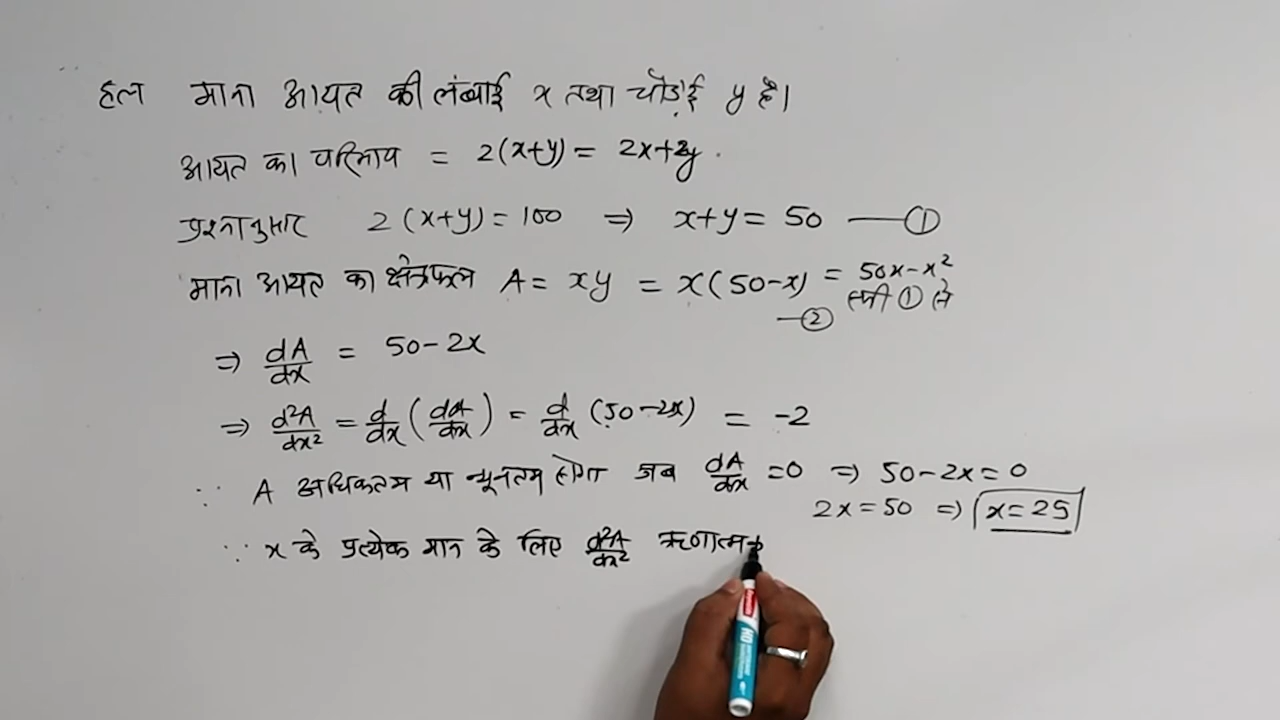 हल माना आयत की लंबाई x तथा चौड़ाई y है।
आयत का परिमाप = 2(x+y) = 2x+2y.
प्रश्नानुसार 2(x+y) = 100 ⇒ x+y = 50 —— ①
माना आयत का क्षेत्रफल A = xy = x(50-x) = 50x-x²
—② समी ① से
⇒ dA/dx = 50-2x
⇒ d²A/dx² = d/dx (dA/dx) = d/dx (50-2x) = -2
∵ A अधिकतम या न्यूनतम होगा जब dA/dx = 0 ⇒ 50-2x = 0
2x = 50 ⇒ x = 25
∵ x के प्रत्येक मान के लिए d²A/dx² ऋणात्मक